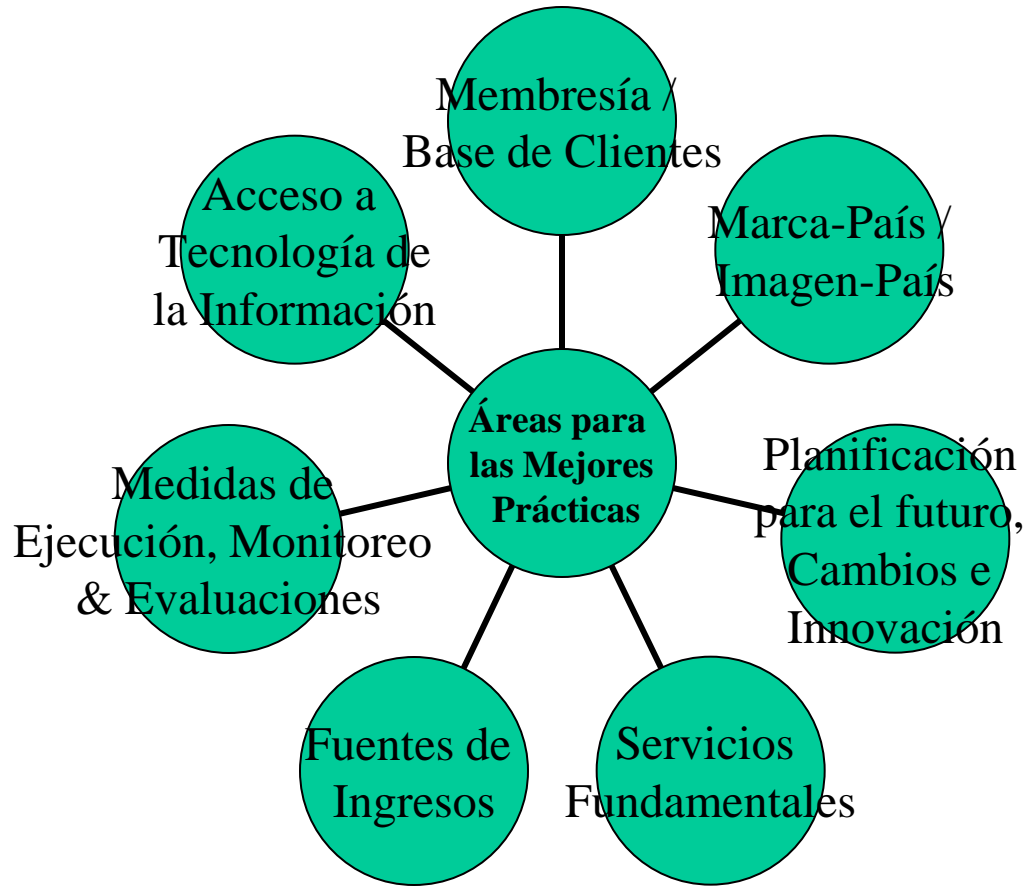 Membresía /
Base de Clientes
Marca-País /
Imagen-País
Planificación
para el futuro,
Cambios e
Innovación
Servicios
Fundamentales
Fuentes de
Ingresos
Medidas de
Ejecución, Monitoreo
& Evaluaciones
Acceso a
Tecnología de
la Información
Áreas para
las Mejores
Prácticas